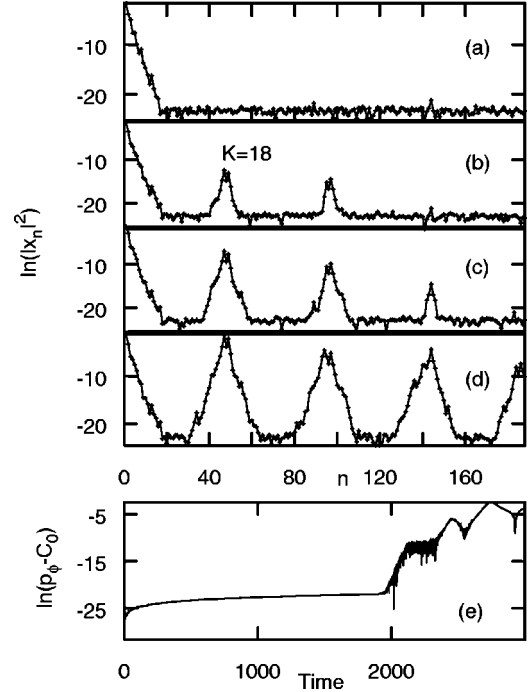 -10
-20
(a)
K=18
-10
-20
(b)
ln(|x_n|^2)
-10
-20
(c)
-10
-20
(d)
0 40 80 n 120 160
ln(p_ϕ-C_0)
-5
-15
-25
(e)
0 1000 2000
Time